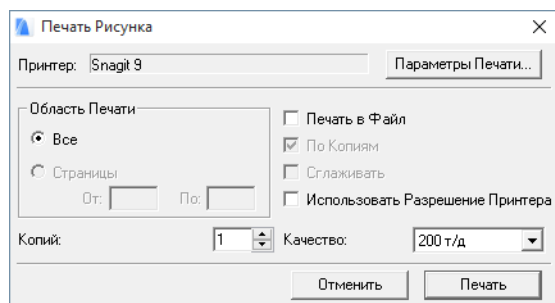 Печать Рисунка
Принтер: Snagit 9 Параметры Печати...
Область Печати
Все
Страницы
От: По:
Печать в Файл
По Копиям
Сглаживать
Использовать Разрешение Принтера
Копий: 1 Качество: 200 т/д
Отменить Печать